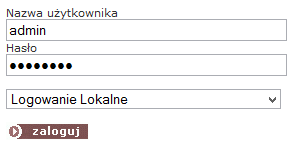 Nazwa użytkownika
admin
Hasło
●●●●●●●●
Logowanie Lokalne
zaloguj